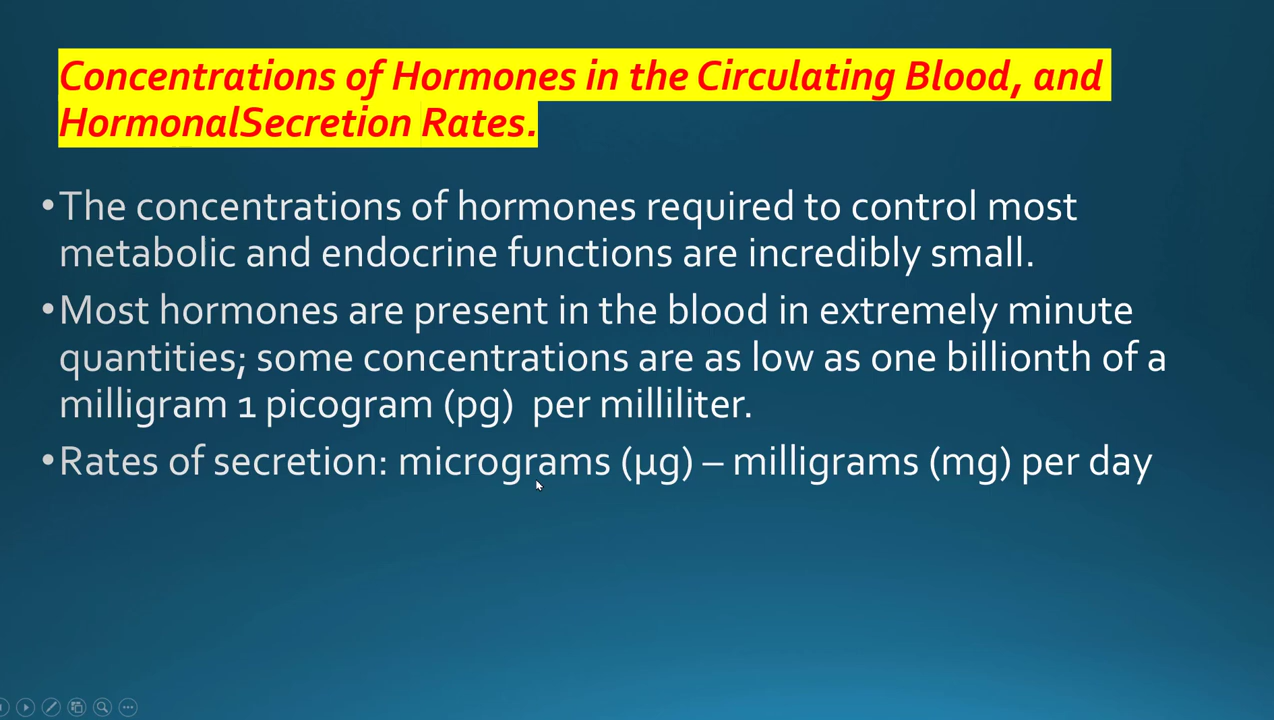 Concentrations of Hormones in the Circulating Blood, and
HormonalSecretion Rates.
•The concentrations of hormones required to control most
metabolic and endocrine functions are incredibly small.
•Most hormones are present in the blood in extremely minute
quantities; some concentrations are as low as one billionth of a
milligram 1 picogram (pg)  per milliliter.
•Rates of secretion: micrograms (μg) – milligrams (mg) per day